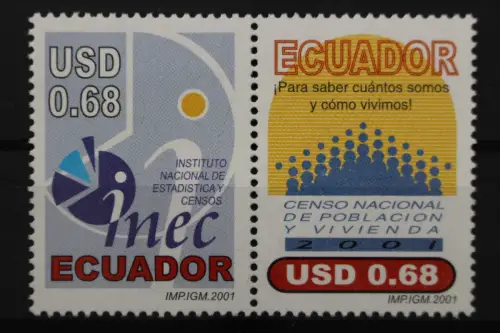 USD
0.68
INSTITUTO
NACIONAL DE
ESTADISTICA Y
CENSOS
inec
ECUADOR
IMP.IGM.2001
ECUADOR
¡Para saber cuántos somos
y cómo vivimos!
CENSO NACIONAL
DE POBLACION
Y VIVIENDA
2001
USD 0.68
IMP.IGM.2001